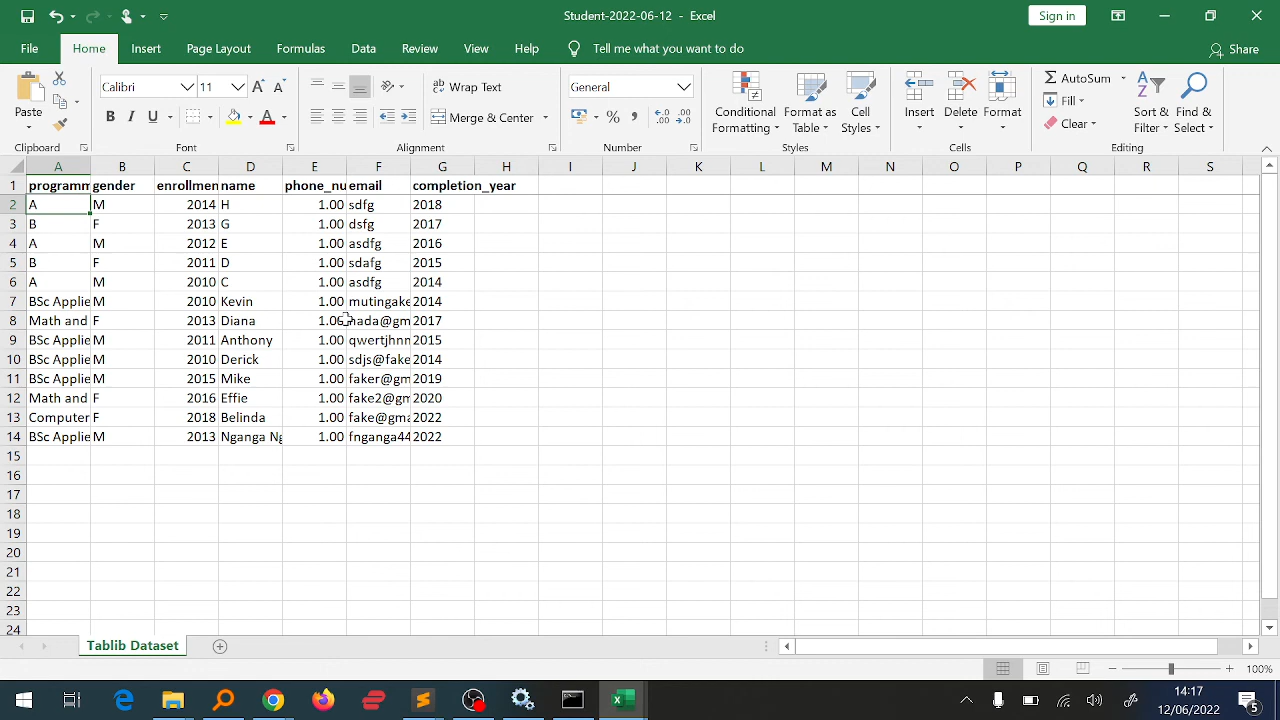 Student-2022-06-12 - Excel
Sign in
File Home Insert Page Layout Formulas Data Review View Help Tell me what you want to do Share
Paste
Clipboard
Calibri 11 A A
B I U A
Font
ab Wrap Text
Merge & Center
Alignment
General
% ,
Number
Conditional Formatting
Format as Table
Cell Styles
Styles
Insert Delete Format
Cells
AutoSum
Fill
Clear
Sort & Filter
Find & Select
Editing
A B C D E F G H I J K L M N O P Q R S
1 programm gender enrollmen name phone_nu email completion_year
2 A M 2014 H 1.00 sdfg 2018
3 B F 2013 G 1.00 dsfg 2017
4 A M 2012 E 1.00 asdfg 2016
5 B F 2011 D 1.00 sdafg 2015
6 A M 2010 C 1.00 asdfg 2014
7 BSc Applie M 2010 Kevin 1.00 mutingake 2014
8 Math and F 2013 Diana 1.00 nada@gm 2017
9 BSc Applie M 2011 Anthony 1.00 qwertjhnn 2015
10 BSc Applie M 2010 Derick 1.00 sdjs@fake 2014
11 BSc Applie M 2015 Mike 1.00 faker@gm 2019
12 Math and F 2016 Effie 1.00 fake2@gm 2020
13 Computer F 2018 Belinda 1.00 fake@gma 2022
14 BSc Applie M 2013 Nganga Ng 1.00 fnganga44 2022
15
16
17
18
19
20
21
22
23
24
Tablib Dataset
100%
14:17
12/06/2022
5